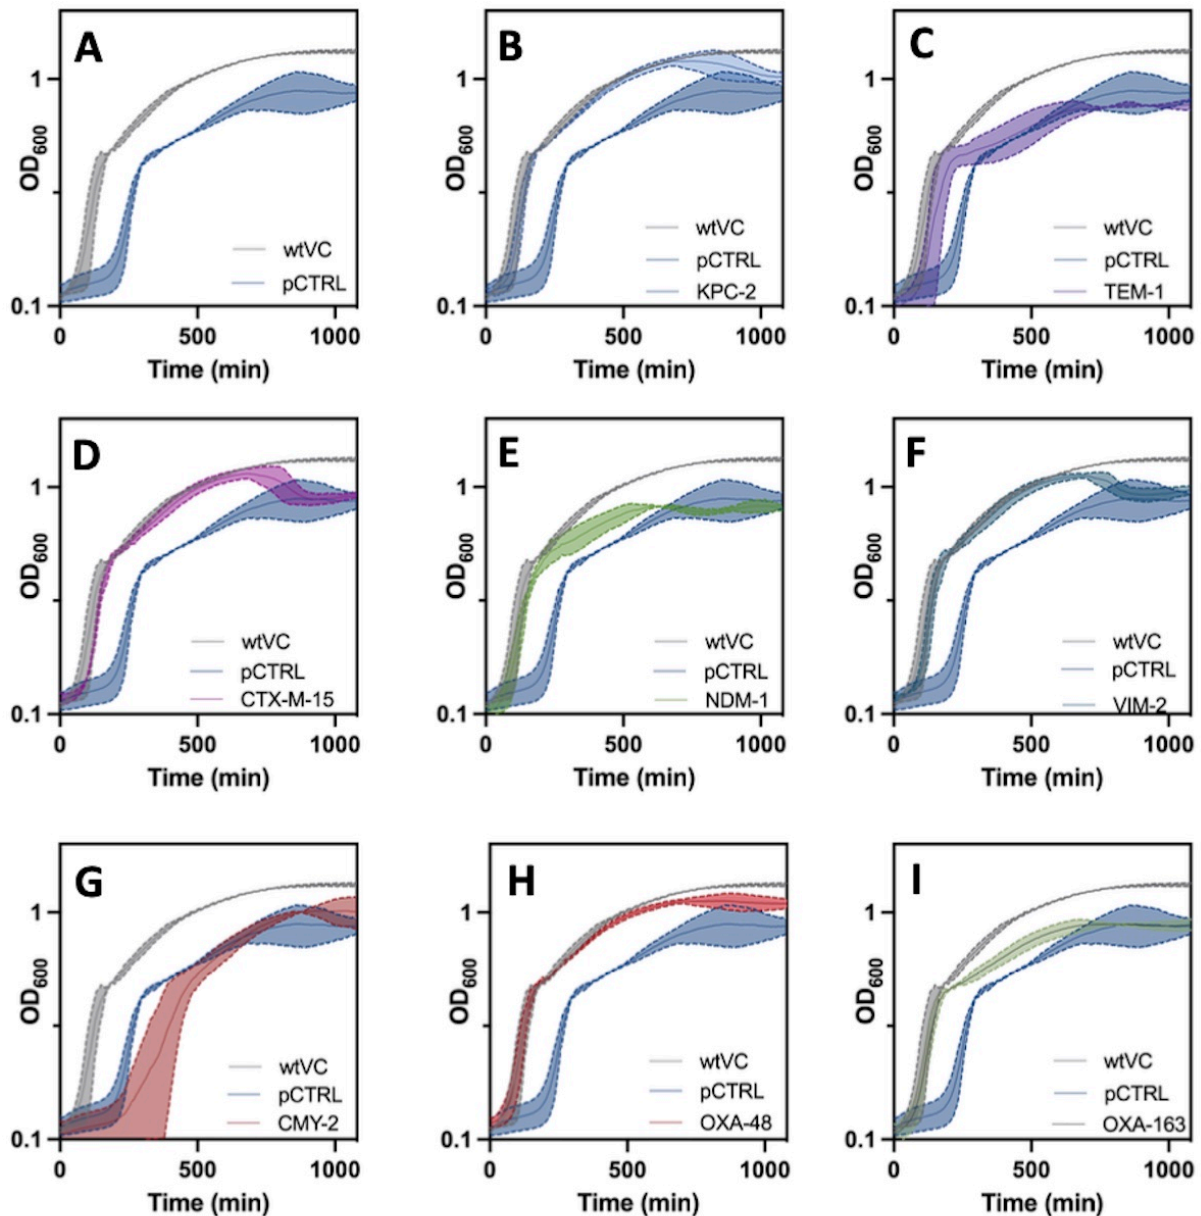 A
B
C
1
1
1
OD600
OD600
OD600
wtVC
pCTRL
wtVC
pCTRL
KPC-2
wtVC
pCTRL
TEM-1
0.1
0.1
0.1
0 500 1000
0 500 1000
0 500 1000
Time (min)
Time (min)
Time (min)
D
E
F
1
1
1
OD600
OD600
OD600
wtVC
pCTRL
CTX-M-15
wtVC
pCTRL
NDM-1
wtVC
pCTRL
VIM-2
0.1
0.1
0.1
0 500 1000
0 500 1000
0 500 1000
Time (min)
Time (min)
Time (min)
G
H
I
1
1
1
OD600
OD600
OD600
wtVC
pCTRL
CMY-2
wtVC
pCTRL
OXA-48
wtVC
pCTRL
OXA-163
0.1
0.1
0.1
0 500 1000
0 500 1000
0 500 1000
Time (min)
Time (min)
Time (min)